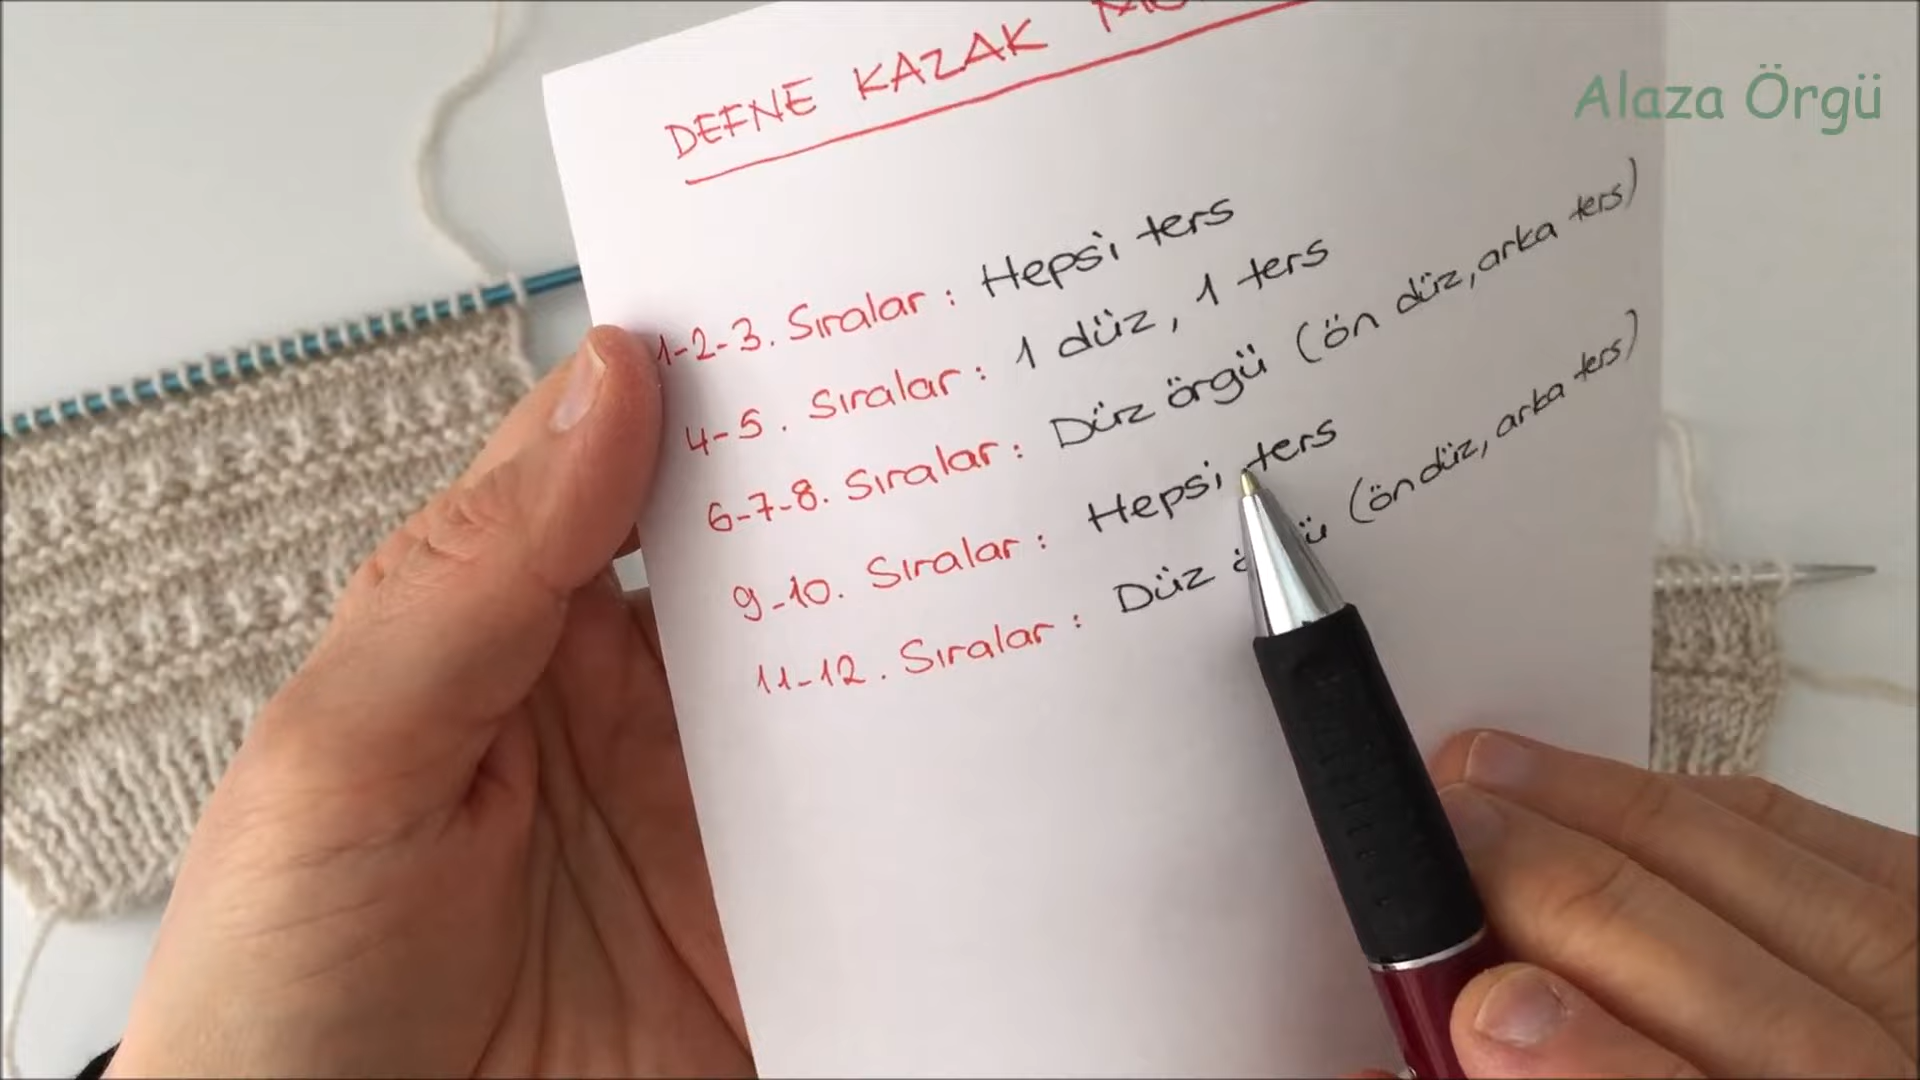 DEFNE KAZAK
Alaza Örgü
1-2-3. Sıralar : Hepsi ters
4-5. Sıralar : 1 düz, 1 ters
6-7-8. Sıralar : Düz örgü (ön düz, arka ters)
9-10. Sıralar : Hepsi ters
11-12. Sıralar : Düz (ön düz, arka ters)